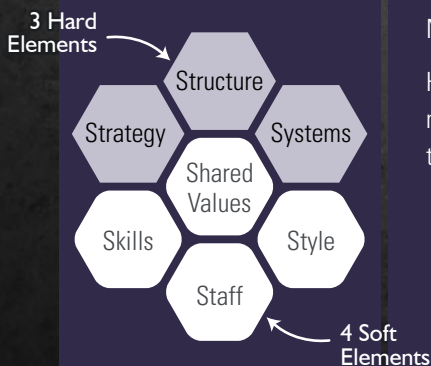 3 Hard
Elements
Structure
Strategy
Systems
Shared
Values
Skills
Style
Staff
4 Soft
Elements